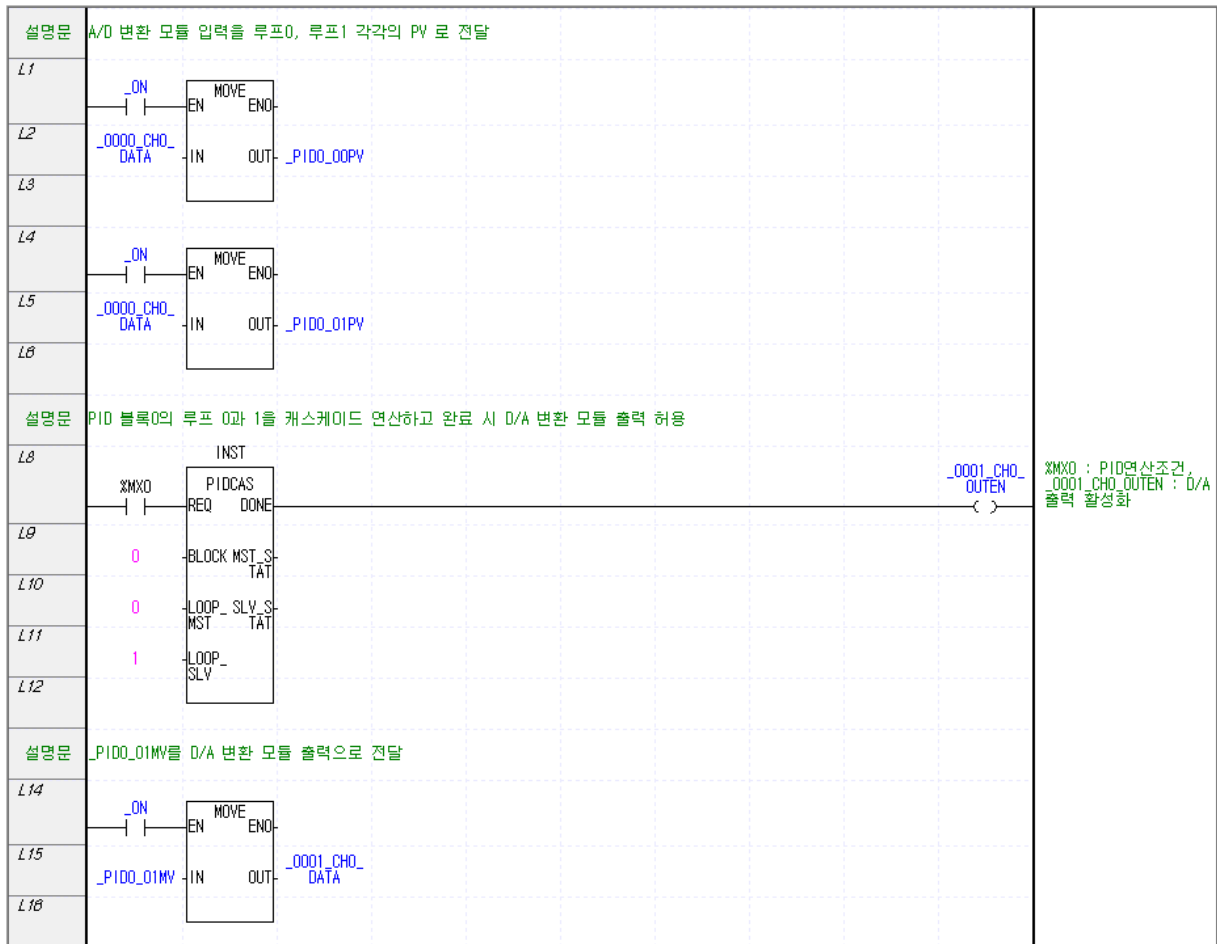 설명문 A/D 변환 모듈 입력을 루프0, 루프1 각각의 PV 로 전달
L1
_ON
MOVE
EN ENO
L2
_0000_CH0_
DATA
IN OUT
_PID0_00PV
L3
L4
_ON
MOVE
EN ENO
L5
_0000_CH0_
DATA
IN OUT
_PID0_01PV
L6
설명문 PID 블록0의 루프 0과 1을 캐스케이드 연산하고 완료 시 D/A 변환 모듈 출력 허용
L8
INST
%MX0
PIDCAS
REQ DONE
_0001_CH0_
OUTEN
%MX0 : PID연산조건,
_0001_CH0_OUTEN : D/A
출력 활성화
L9
0
BLOCK MST_S
TAT
L10
0
LOOP_ SLV_S
MST TAT
L11
1
LOOP_
SLV
L12
설명문 _PID0_01MV를 D/A 변환 모듈 출력으로 전달
L14
_ON
MOVE
EN ENO
L15
_PID0_01MV
IN OUT
_0001_CH0_
DATA
L16